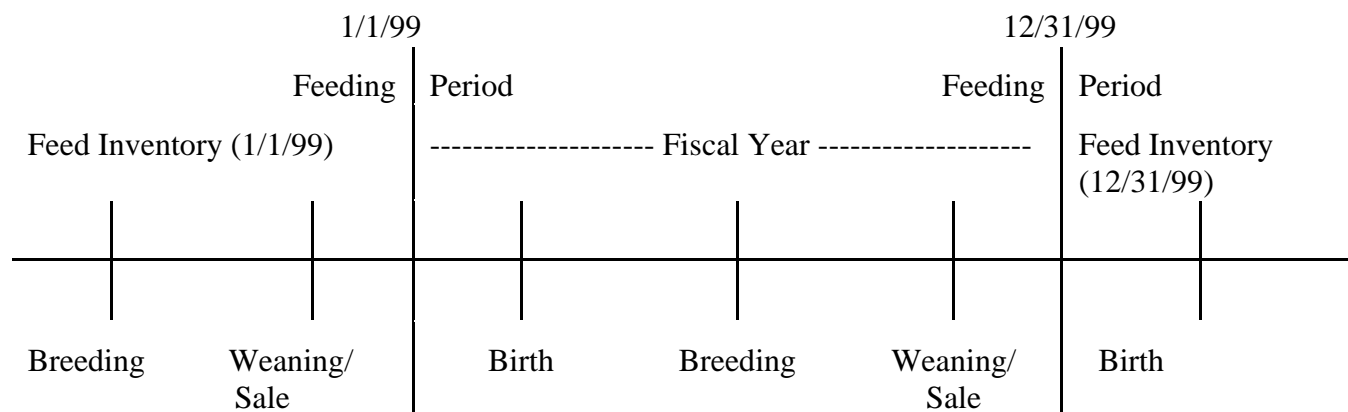 1/1/99 12/31/99
Feeding Period Feeding Period
Feed Inventory (1/1/99) --------------------- Fiscal Year -------------------- Feed Inventory
(12/31/99)
Breeding Weaning/ Birth Breeding Weaning/ Birth
Sale Sale